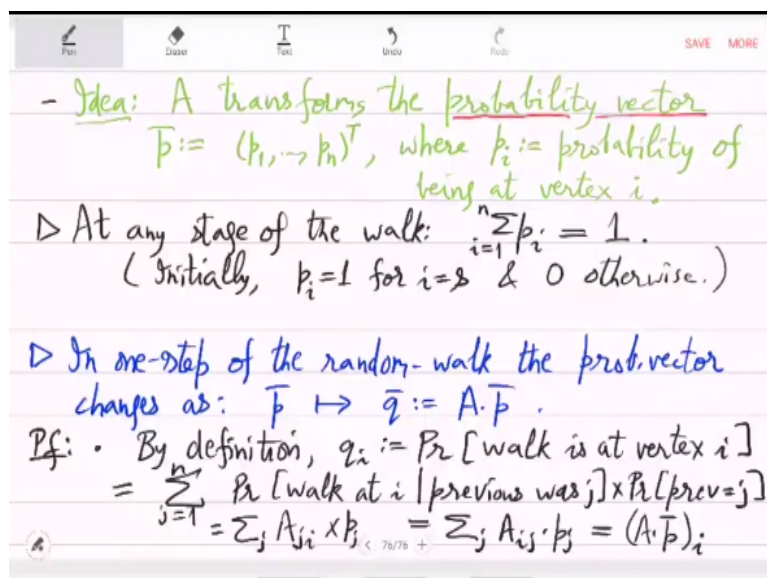 Pen Eraser Text Undo Redo SAVE MORE
- Idea: A transforms the probability vector
p̅ := (p₁,⋯,pₙ)ᵀ, where pᵢ := probability of
being at vertex i.
▷ At any stage of the walk: ⁿΣᵢ₌₁ pᵢ = 1.
(Initially, pᵢ=1 for i=s & 0 otherwise.)
▷ In one-step of the random-walk the prob.vector
changes as: p̅ ↦ q̅ := A·p̅ .
Pf: · By definition, qᵢ := Pr [walk is at vertex i]
= Σⁿⱼ₌₁ Pr [walk at i | previous was j] × Pr[prev=j]
= Σⱼ Aⱼᵢ × pⱼ = Σⱼ Aᵢⱼ·pⱼ = (A·p̅)ᵢ
< 76/76 +